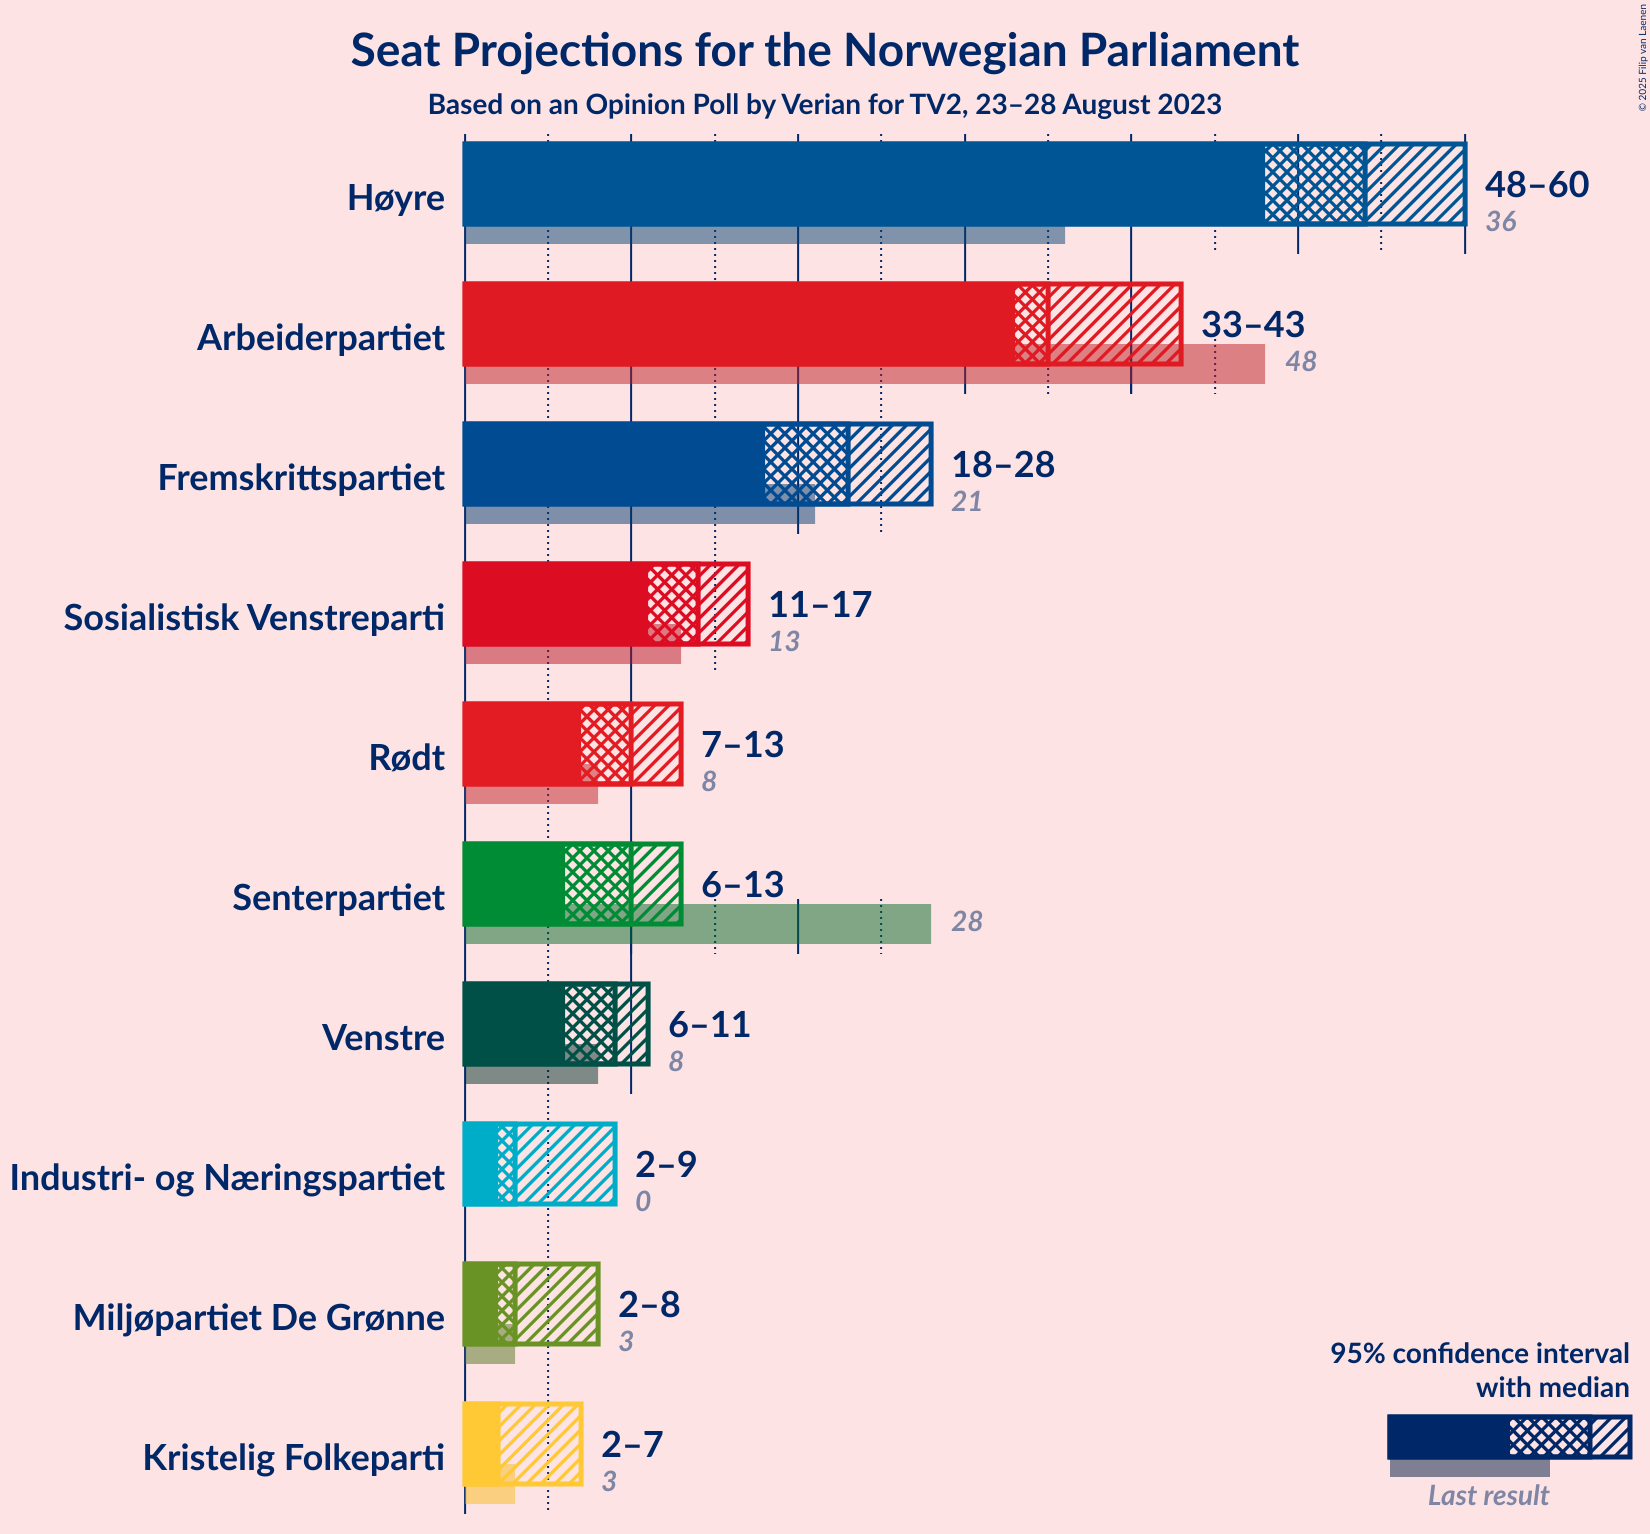 Seat Projections for the Norwegian Parliament
Based on an Opinion Poll by Verian for TV2, 23–28 August 2023
© 2025 Filip van Laenen
Høyre
48–60
36
Arbeiderpartiet
33–43
48
Fremskrittspartiet
18–28
21
Sosialistisk Venstreparti
11–17
13
Rødt
7–13
8
Senterpartiet
6–13
28
Venstre
6–11
8
Industri- og Næringspartiet
2–9
0
Miljøpartiet De Grønne
2–8
3
Kristelig Folkeparti
2–7
3
95% confidence interval
with median
Last result